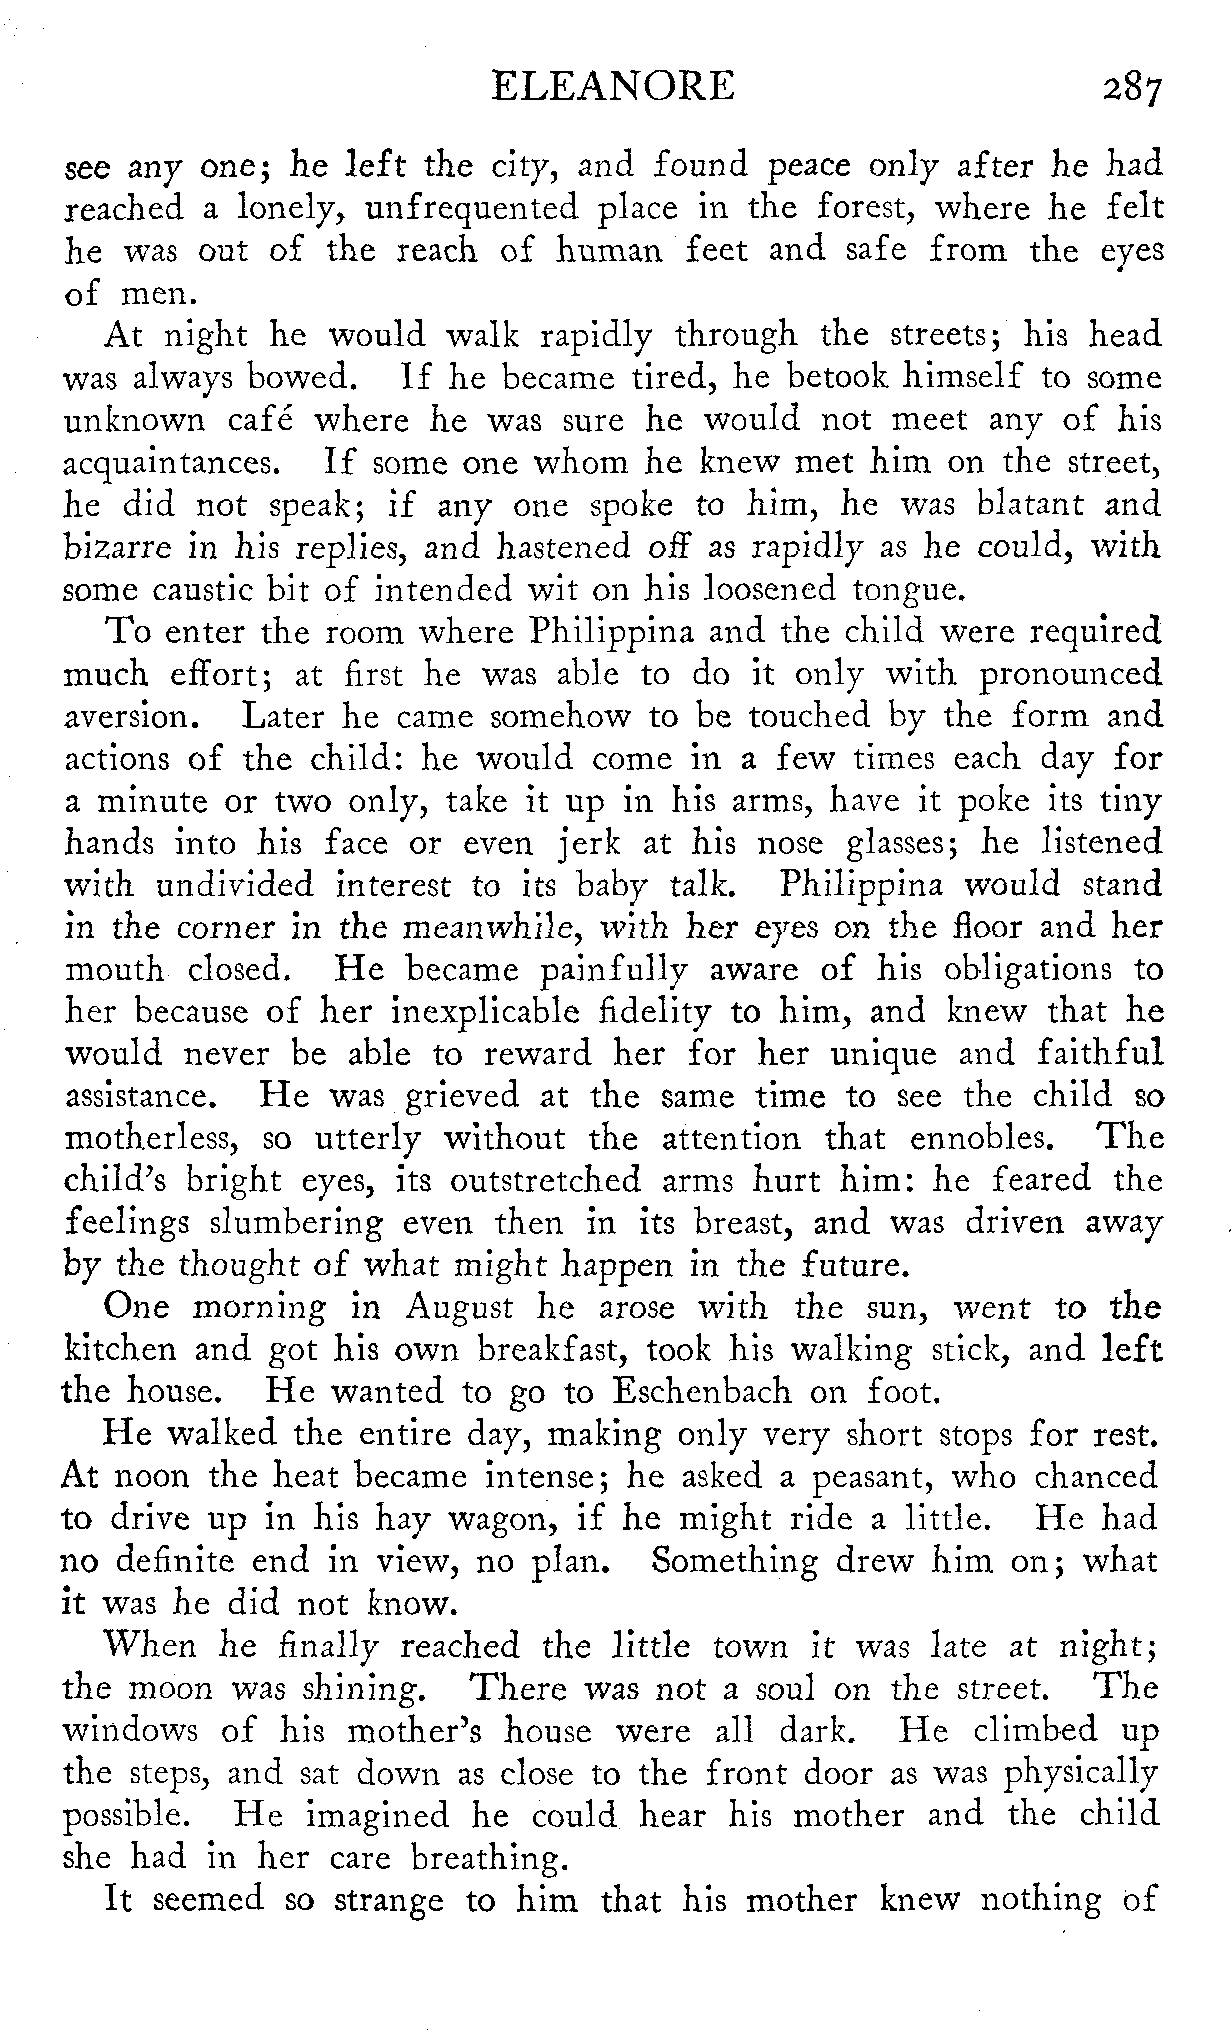 ELEANORE 287
see any one; he left the city, and found peace only after he had
reached a lonely, unfrequented place in the forest, where he felt
he was out of the reach of human feet and safe from the eyes
of men.
At night he would walk rapidly through the streets; his head
was always bowed. If he became tired, he betook himself to some
unknown café where he was sure he would not meet any of his
acquaintances. If some one whom he knew met him on the street,
he did not speak; if any one spoke to him, he was blatant and
bizarre in his replies, and hastened off as rapidly as he could, with
some caustic bit of intended wit on his loosened tongue.
To enter the room where Philippina and the child were required
much effort; at first he was able to do it only with pronounced
aversion. Later he came somehow to be touched by the form and
actions of the child: he would come in a few times each day for
a minute or two only, take it up in his arms, have it poke its tiny
hands into his face or even jerk at his nose glasses; he listened
with undivided interest to its baby talk. Philippina would stand
in the corner in the meanwhile, with her eyes on the floor and her
mouth closed. He became painfully aware of his obligations to
her because of her inexplicable fidelity to him, and knew that he
would never be able to reward her for her unique and faithful
assistance. He was grieved at the same time to see the child so
motherless, so utterly without the attention that ennobles. The
child's bright eyes, its outstretched arms hurt him: he feared the
feelings slumbering even then in its breast, and was driven away
by the thought of what might happen in the future.
One morning in August he arose with the sun, went to the
kitchen and got his own breakfast, took his walking stick, and left
the house. He wanted to go to Eschenbach on foot.
He walked the entire day, making only very short stops for rest.
At noon the heat became intense; he asked a peasant, who chanced
to drive up in his hay wagon, if he might ride a little. He had
no definite end in view, no plan. Something drew him on; what
it was he did not know.
When he finally reached the little town it was late at night;
the moon was shining. There was not a soul on the street. The
windows of his mother's house were all dark. He climbed up
the steps, and sat down as close to the front door as was physically
possible. He imagined he could hear his mother and the child
she had in her care breathing.
It seemed so strange to him that his mother knew nothing of